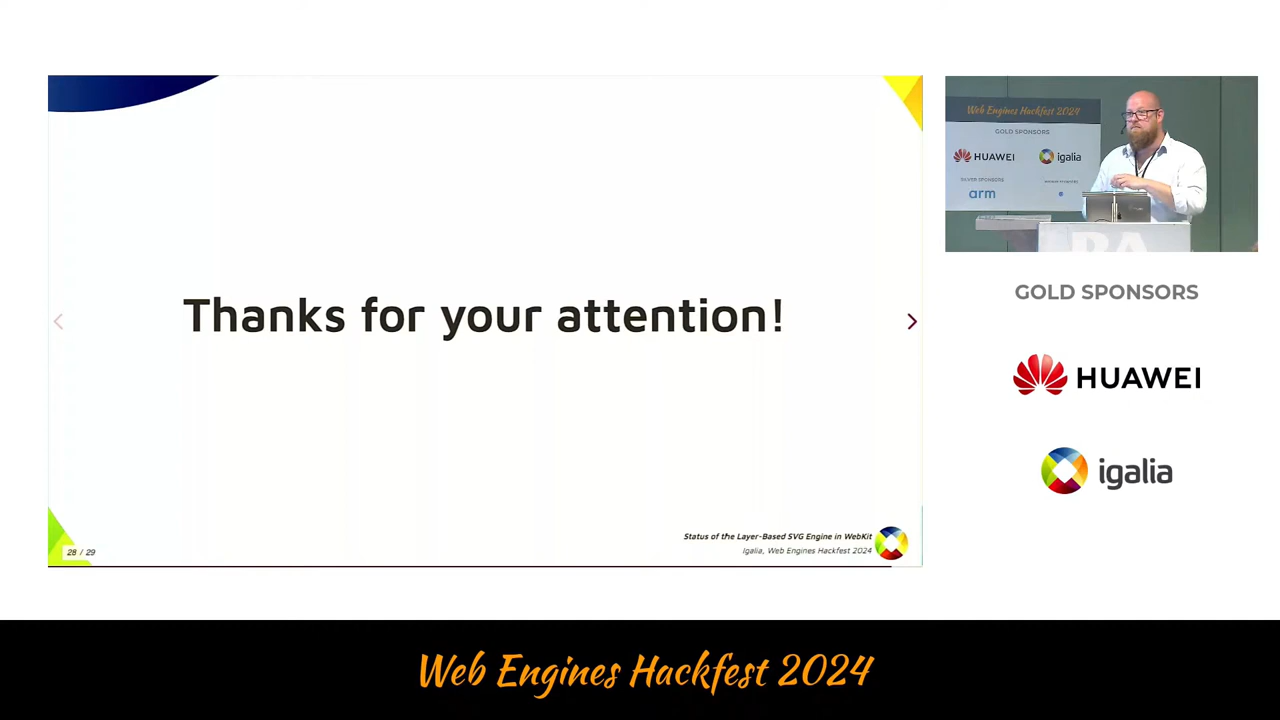 Thanks for your attention!
28 / 29
Status of the Layer-Based SVG Engine in WebKit
Igalia, Web Engines Hackfest 2024
Web Engines Hackfest 2024
GOLD SPONSORS
HUAWEI
igalia
SILVER SPONSORS
arm
GOLD SPONSORS
HUAWEI
igalia
Web Engines Hackfest 2024